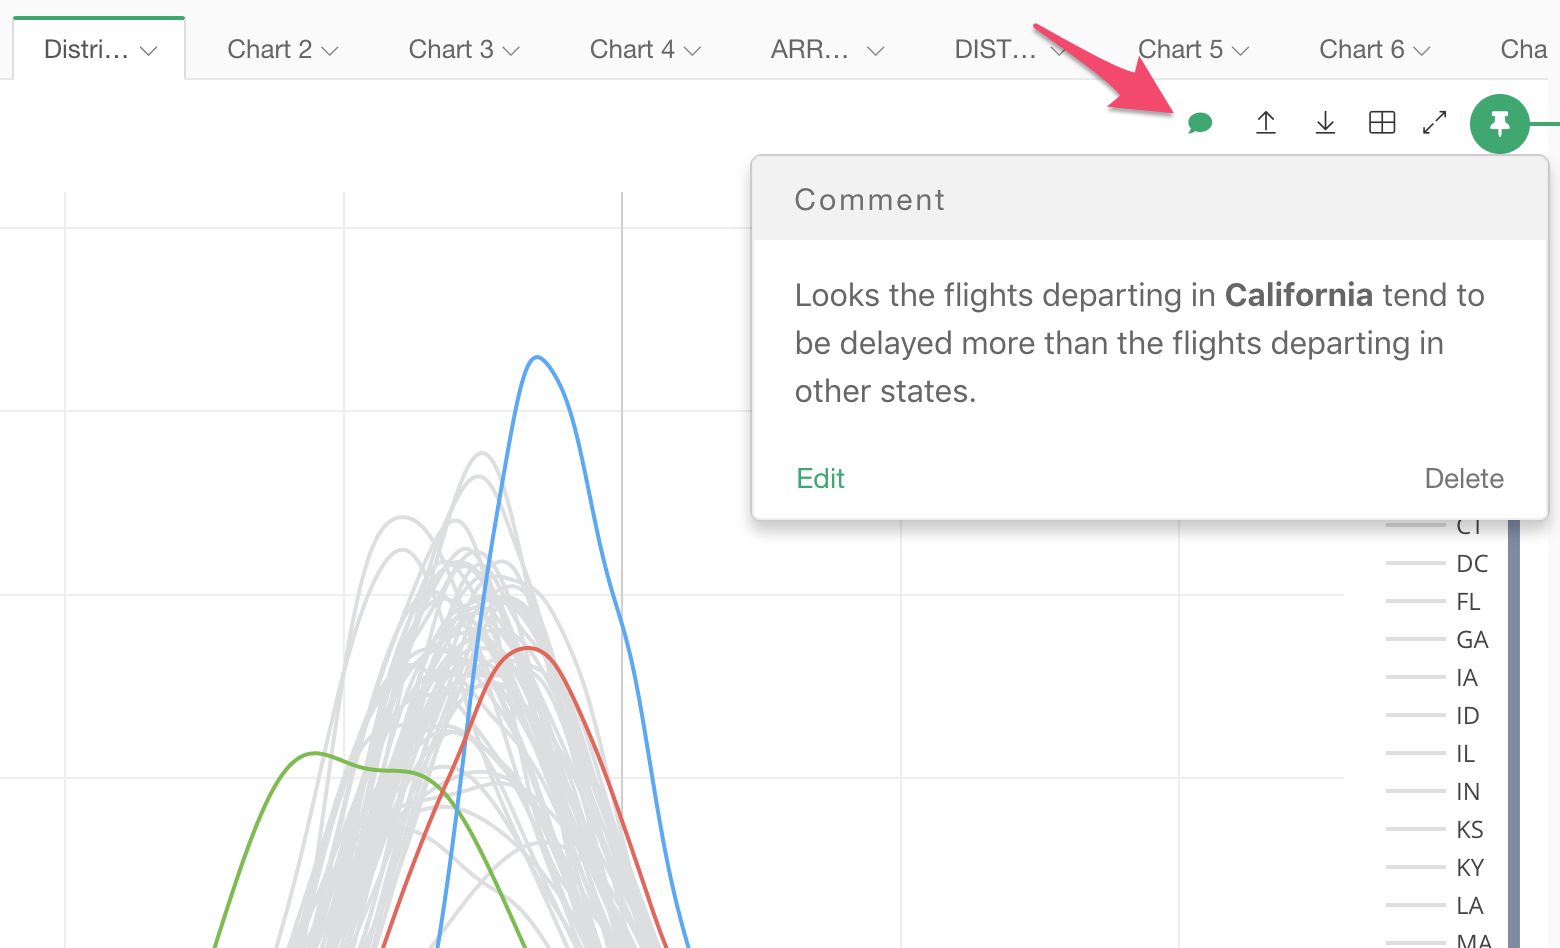 Distri... Chart 2 Chart 3 Chart 4 ARR... DIST... Chart 5 Chart 6 Cha
Comment
Looks the flights departing in California tend to
be delayed more than the flights departing in
other states.
Edit Delete
CT
DC
FL
GA
IA
ID
IL
IN
KS
KY
LA
MA